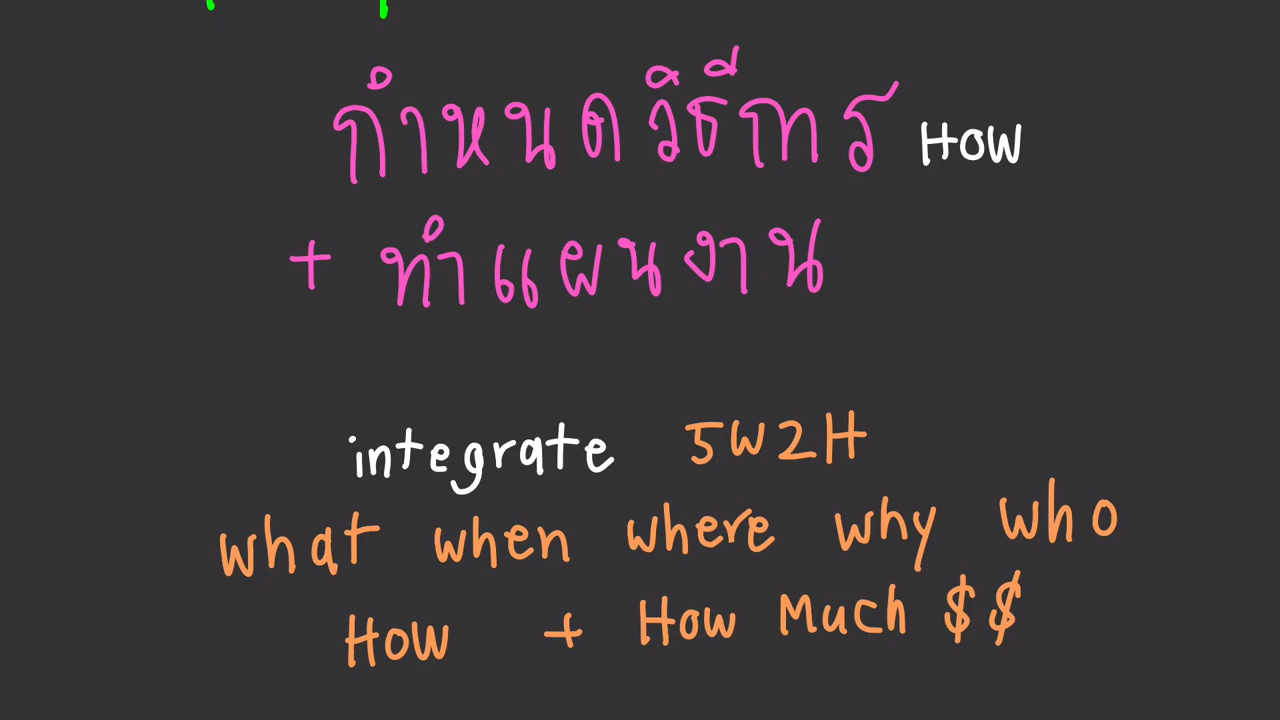 กำหนดวิธีการ How
+ ทำแผนงาน
integrate 5W2H
what when where why who
How + How Much $$